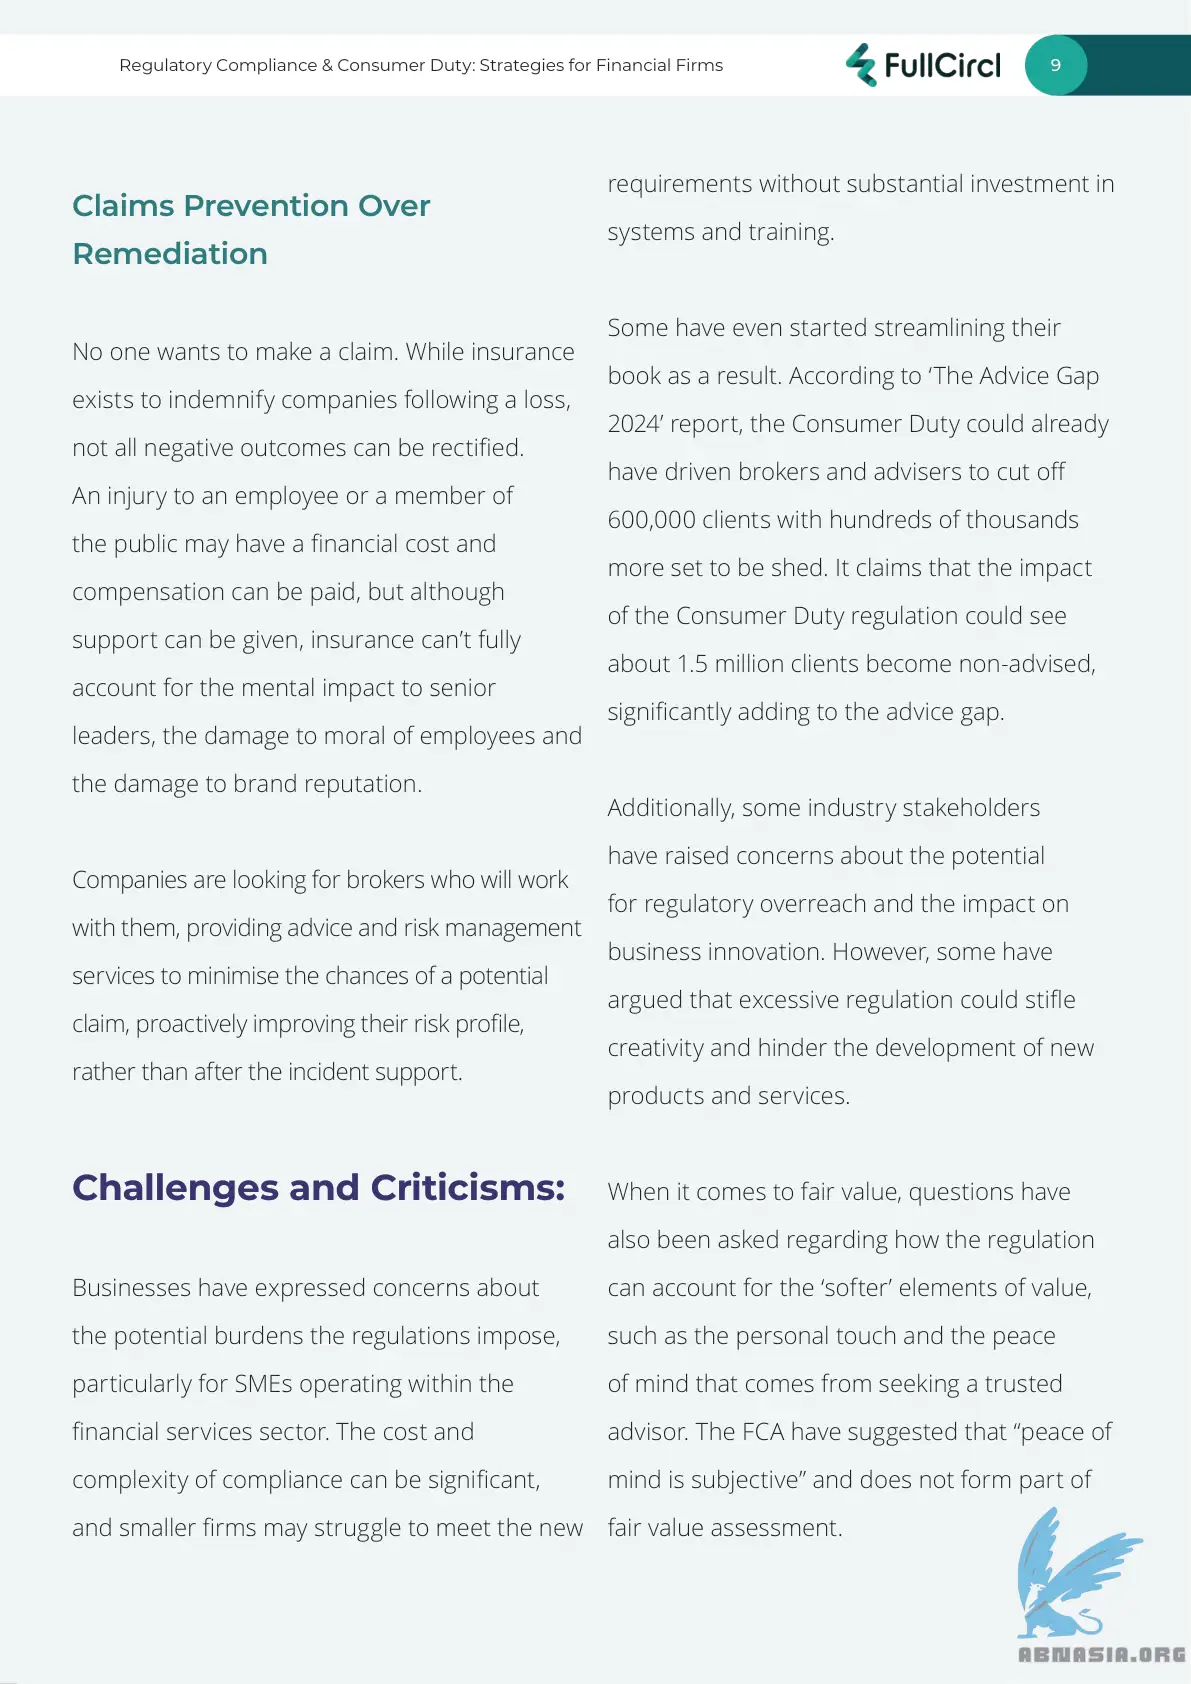 Regulatory Compliance & Consumer Duty: Strategies for Financial Firms
FullCircl
9
Claims Prevention Over
Remediation
No one wants to make a claim. While insurance
exists to indemnify companies following a loss,
not all negative outcomes can be rectified.
An injury to an employee or a member of
the public may have a financial cost and
compensation can be paid, but although
support can be given, insurance can’t fully
account for the mental impact to senior
leaders, the damage to moral of employees and
the damage to brand reputation.
Companies are looking for brokers who will work
with them, providing advice and risk management
services to minimise the chances of a potential
claim, proactively improving their risk profile,
rather than after the incident support.
Challenges and Criticisms:
Businesses have expressed concerns about
the potential burdens the regulations impose,
particularly for SMEs operating within the
financial services sector. The cost and
complexity of compliance can be significant,
and smaller firms may struggle to meet the new
requirements without substantial investment in
systems and training.
Some have even started streamlining their
book as a result. According to ‘The Advice Gap
2024’ report, the Consumer Duty could already
have driven brokers and advisers to cut off
600,000 clients with hundreds of thousands
more set to be shed. It claims that the impact
of the Consumer Duty regulation could see
about 1.5 million clients become non-advised,
significantly adding to the advice gap.
Additionally, some industry stakeholders
have raised concerns about the potential
for regulatory overreach and the impact on
business innovation. However, some have
argued that excessive regulation could stifle
creativity and hinder the development of new
products and services.
When it comes to fair value, questions have
also been asked regarding how the regulation
can account for the ‘softer’ elements of value,
such as the personal touch and the peace
of mind that comes from seeking a trusted
advisor. The FCA have suggested that “peace of
mind is subjective” and does not form part of
fair value assessment.
ABNASIA.ORG